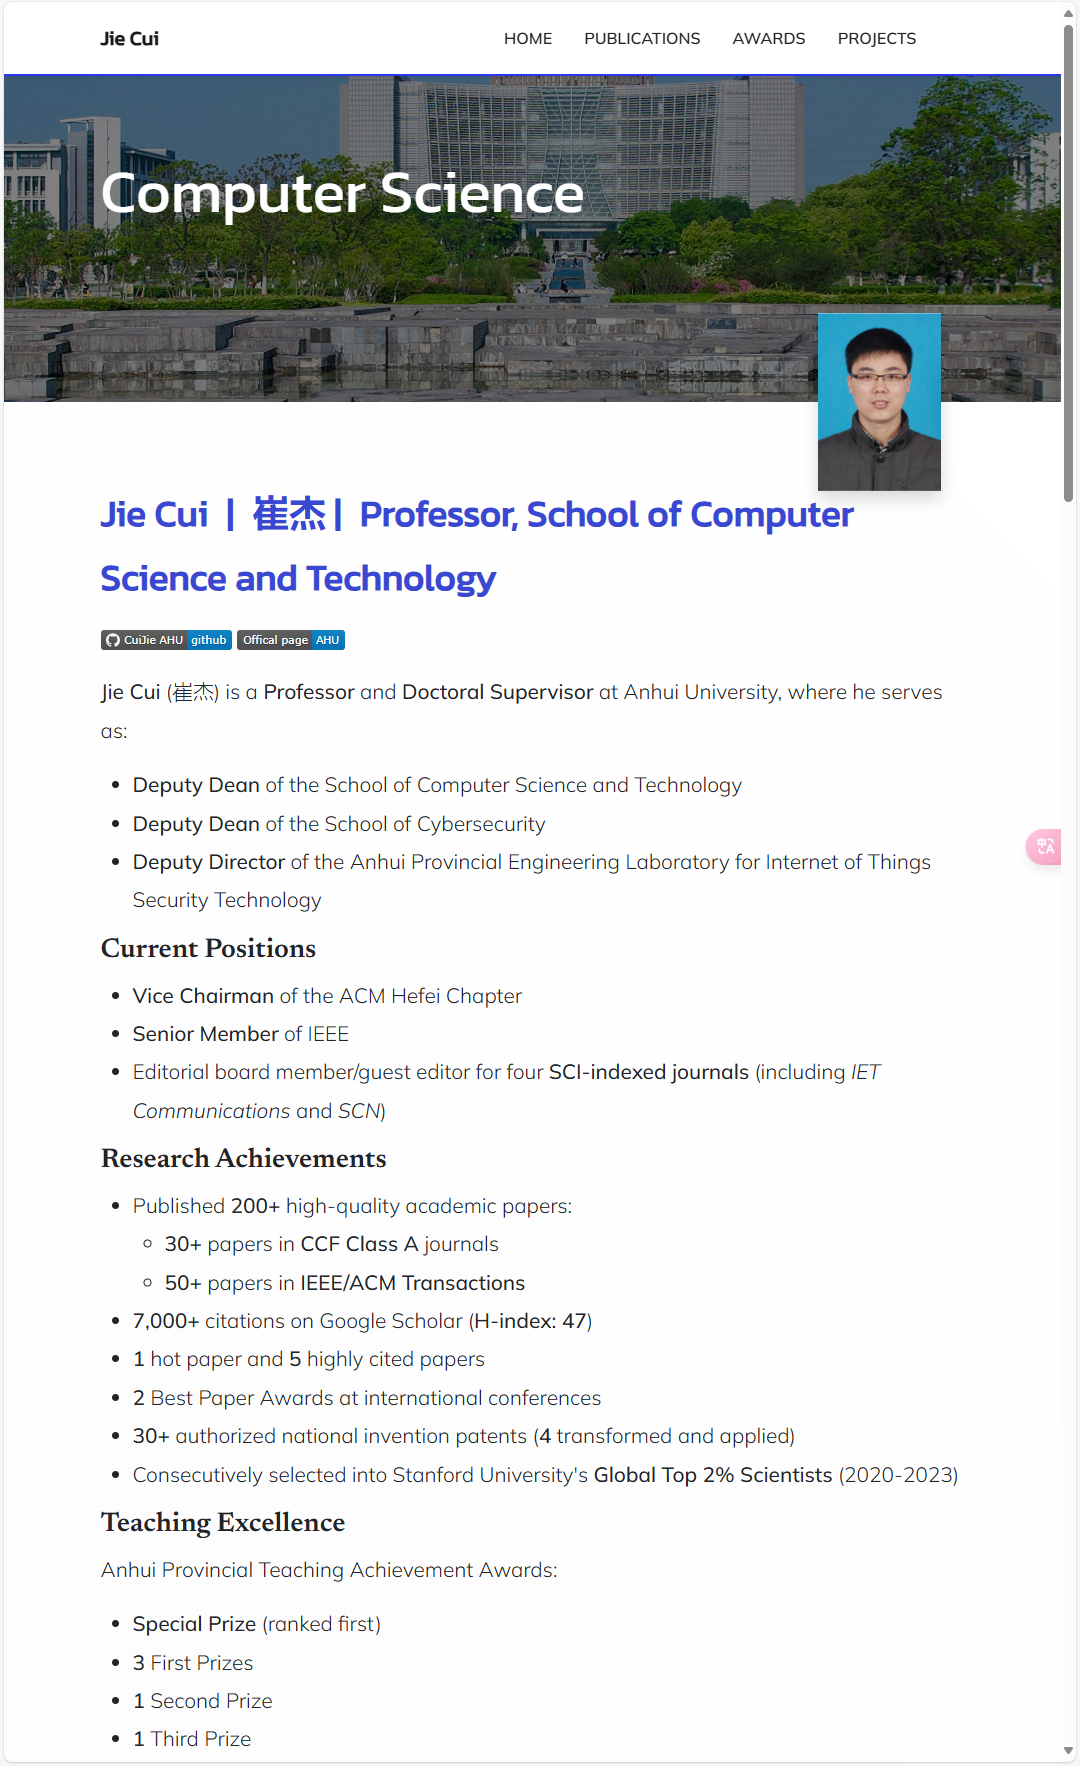 Jie Cui
HOME
PUBLICATIONS
AWARDS
PROJECTS
Computer Science
Jie Cui | 崔杰 | Professor, School of Computer
Science and Technology
CuiJie AHU github
Offical page AHU
Jie Cui (崔杰) is a Professor and Doctoral Supervisor at Anhui University, where he serves
as:
• Deputy Dean of the School of Computer Science and Technology
• Deputy Dean of the School of Cybersecurity
• Deputy Director of the Anhui Provincial Engineering Laboratory for Internet of Things
Security Technology
Current Positions
• Vice Chairman of the ACM Hefei Chapter
• Senior Member of IEEE
• Editorial board member/guest editor for four SCI-indexed journals (including IET
Communications and SCN)
Research Achievements
• Published 200+ high-quality academic papers:
◦ 30+ papers in CCF Class A journals
◦ 50+ papers in IEEE/ACM Transactions
• 7,000+ citations on Google Scholar (H-index: 47)
• 1 hot paper and 5 highly cited papers
• 2 Best Paper Awards at international conferences
• 30+ authorized national invention patents (4 transformed and applied)
• Consecutively selected into Stanford University's Global Top 2% Scientists (2020-2023)
Teaching Excellence
Anhui Provincial Teaching Achievement Awards:
• Special Prize (ranked first)
• 3 First Prizes
• 1 Second Prize
• 1 Third Prize